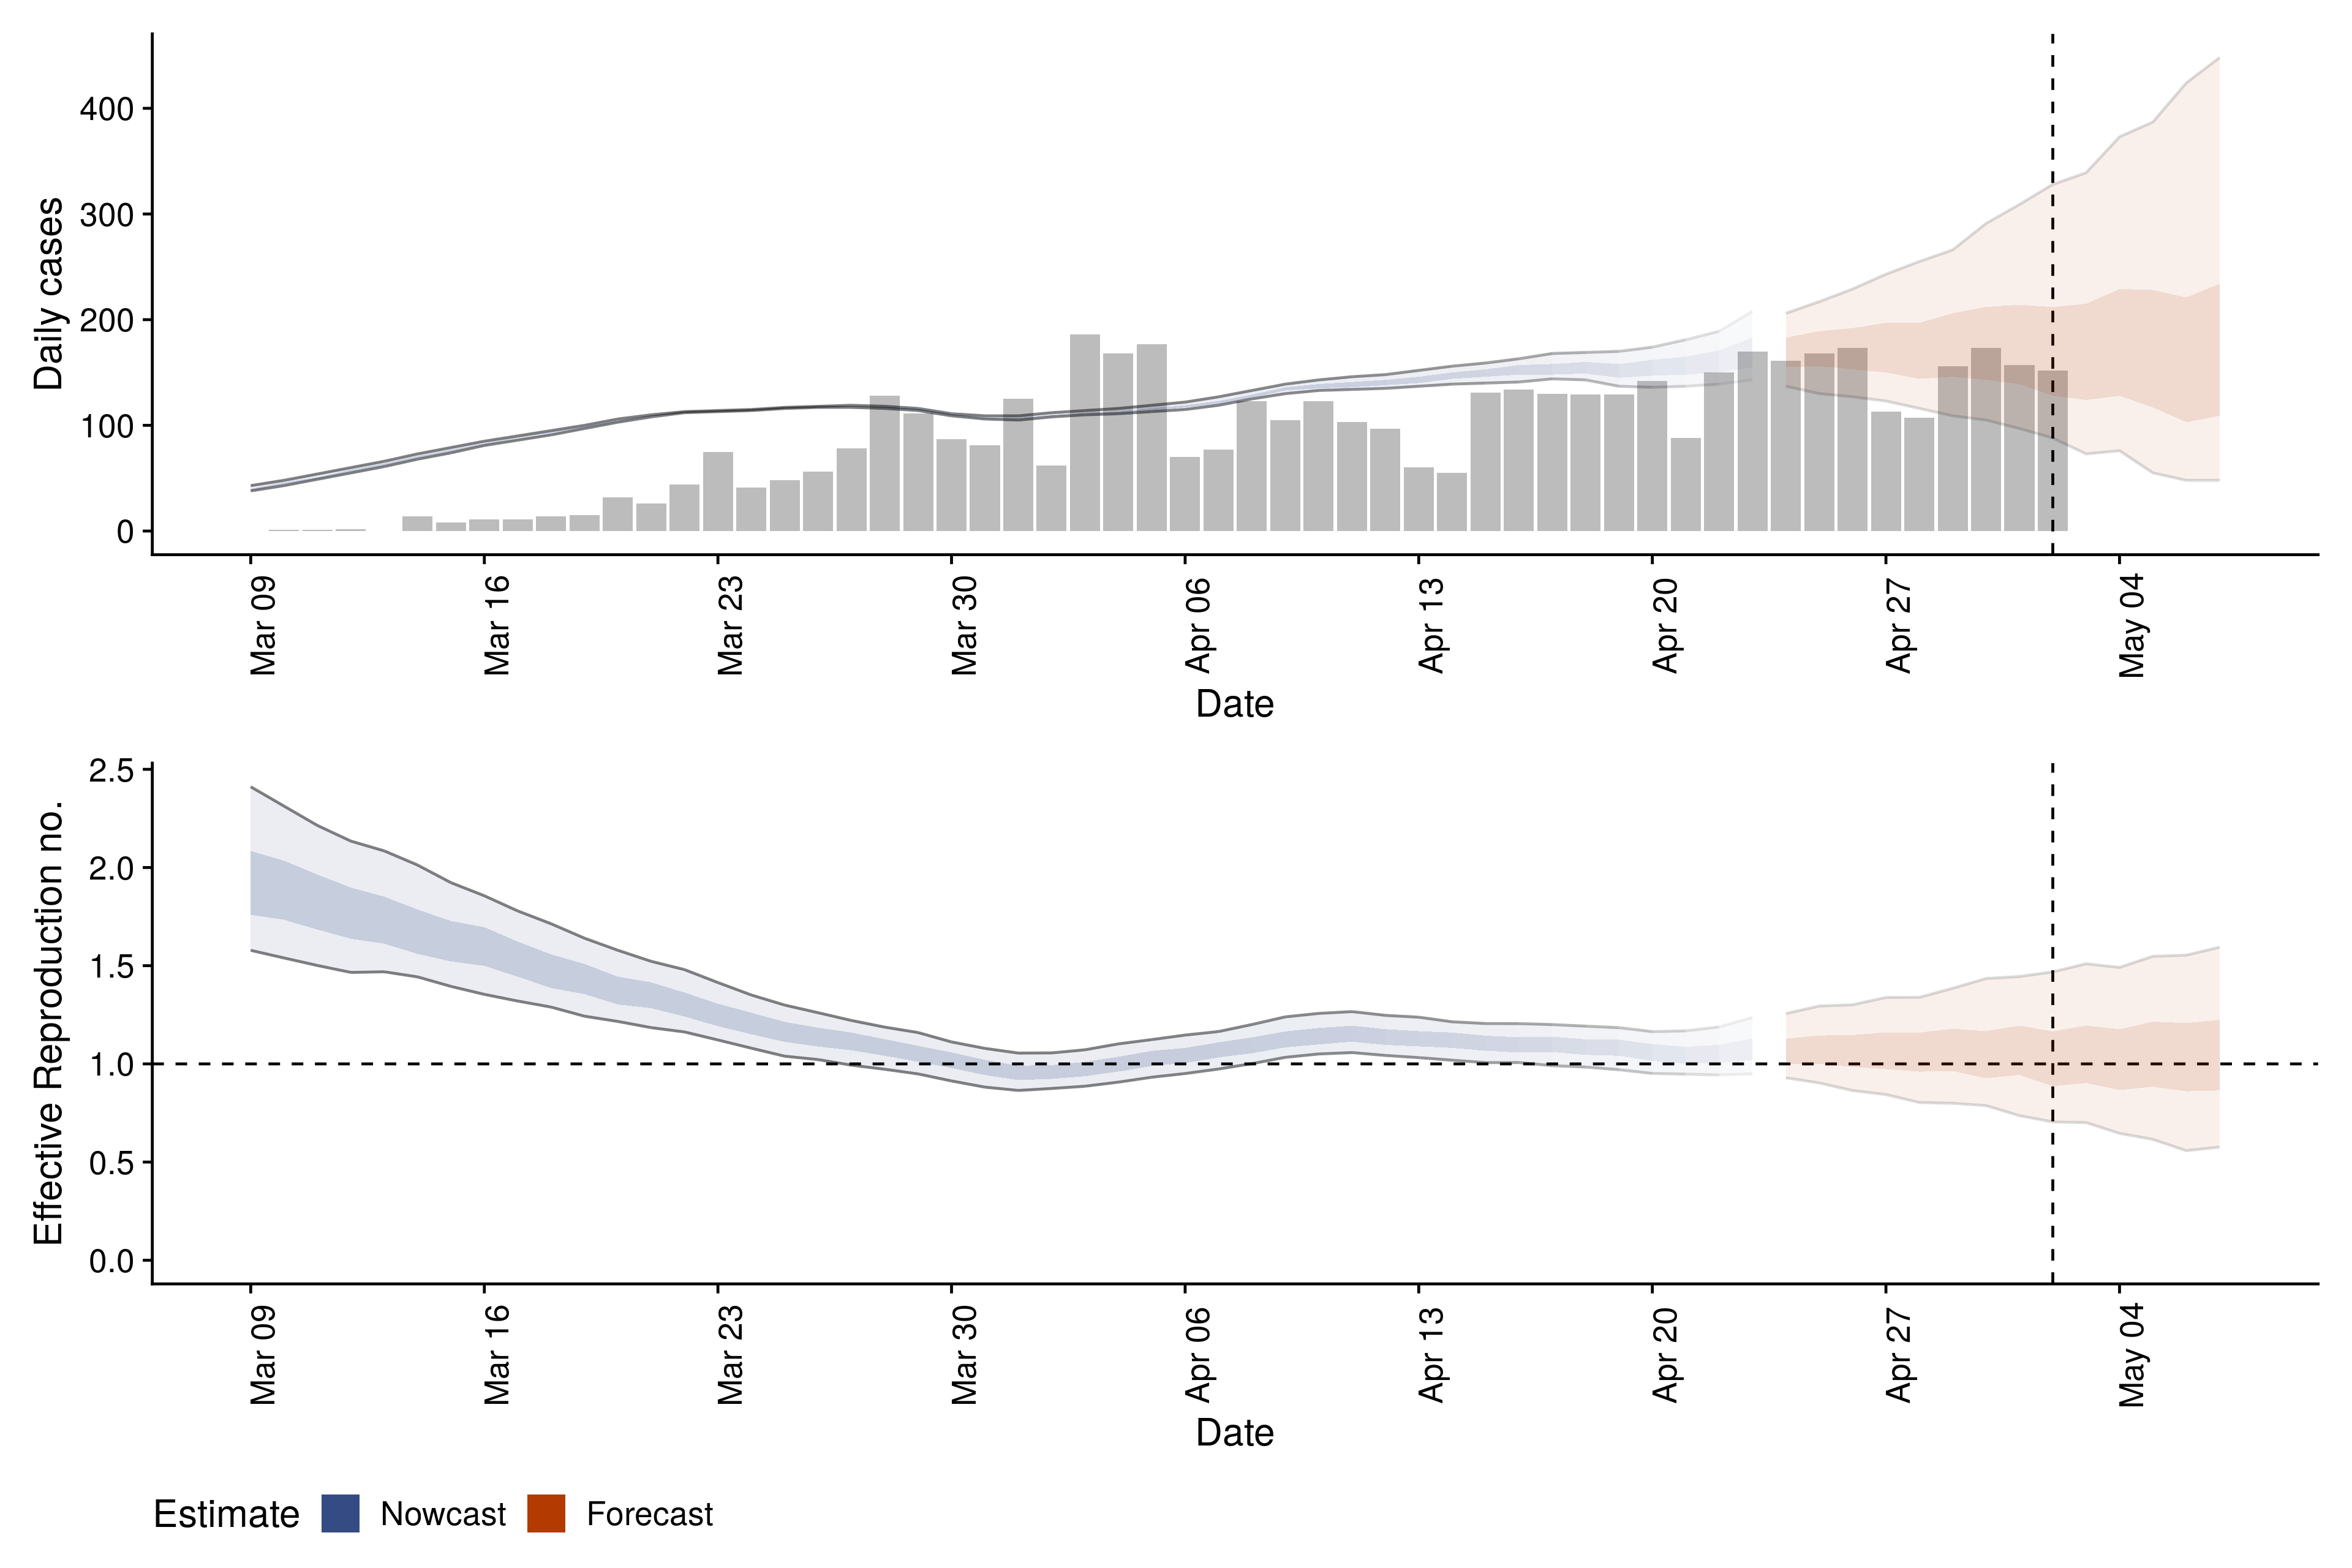 Daily cases
400
300
200
100
0
Mar 09
Mar 16
Mar 23
Mar 30
Apr 06
Apr 13
Apr 20
Apr 27
May 04
Date
Effective Reproduction no.
2.5
2.0
1.5
1.0
0.5
0.0
Mar 09
Mar 16
Mar 23
Mar 30
Apr 06
Apr 13
Apr 20
Apr 27
May 04
Date
Estimate Nowcast Forecast